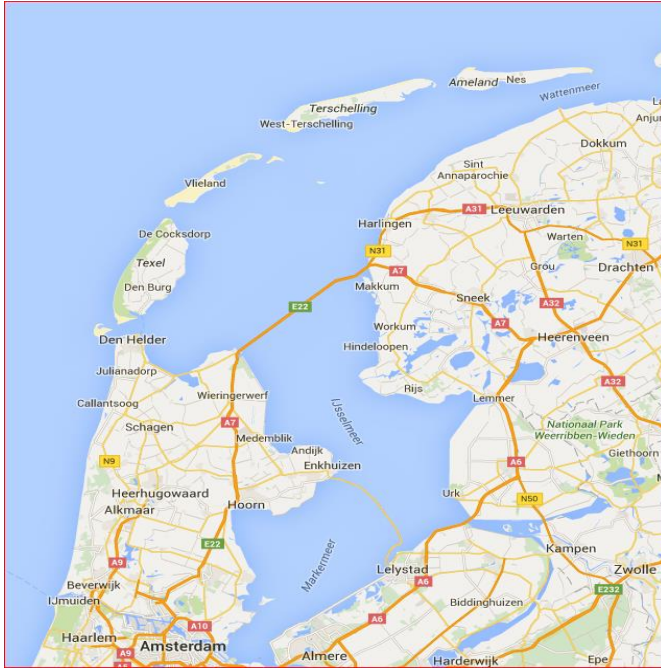 Ameland
Nes
Wattenmeer
Terschelling
West-Terschelling
La
Anjum
Dokkum
Sint
Annaparochie
Vlieland
A31
Leeuwarden
Harlingen
De Cocksdorp
Warten
N31
N31
Grou
Drachten
Texel
A7
Makkum
Den Burg
Sneek
A32
E22
Workum
A7
Den Helder
Hindeloopen
Heerenveen
Julianadorp
A32
Rijs
Wieringerwerf
Lemmer
Callantsoog
IJsselmeer
A7
Schagen
Nationaal Park
Weerribben-Wieden
Medemblik
Andijk
Giethoorn
N9
Enkhuizen
A6
M
Heerhugowaard
Urk
N50
Alkmaar
Hoorn
E22
Kampen
Markermeer
A9
Lelystad
Zwolle
Beverwijk
A6
E232
IJmuiden
Biddinghuizen
A10
A6
Haarlem
Amsterdam
A9
Almere
Harderwijk
Epe